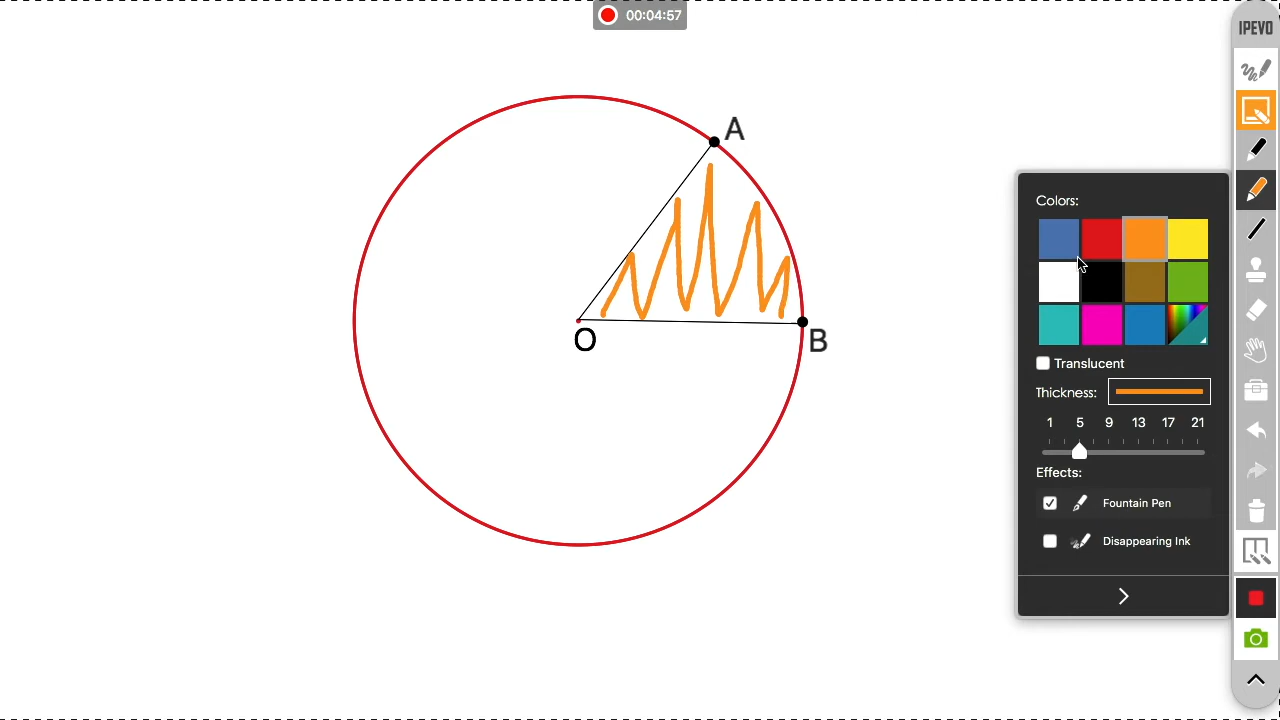 00:04:57
IPEVO
A
O
B
Colors:
Translucent
Thickness:
1 5 9 13 17 21
Effects:
Fountain Pen
Disappearing Ink